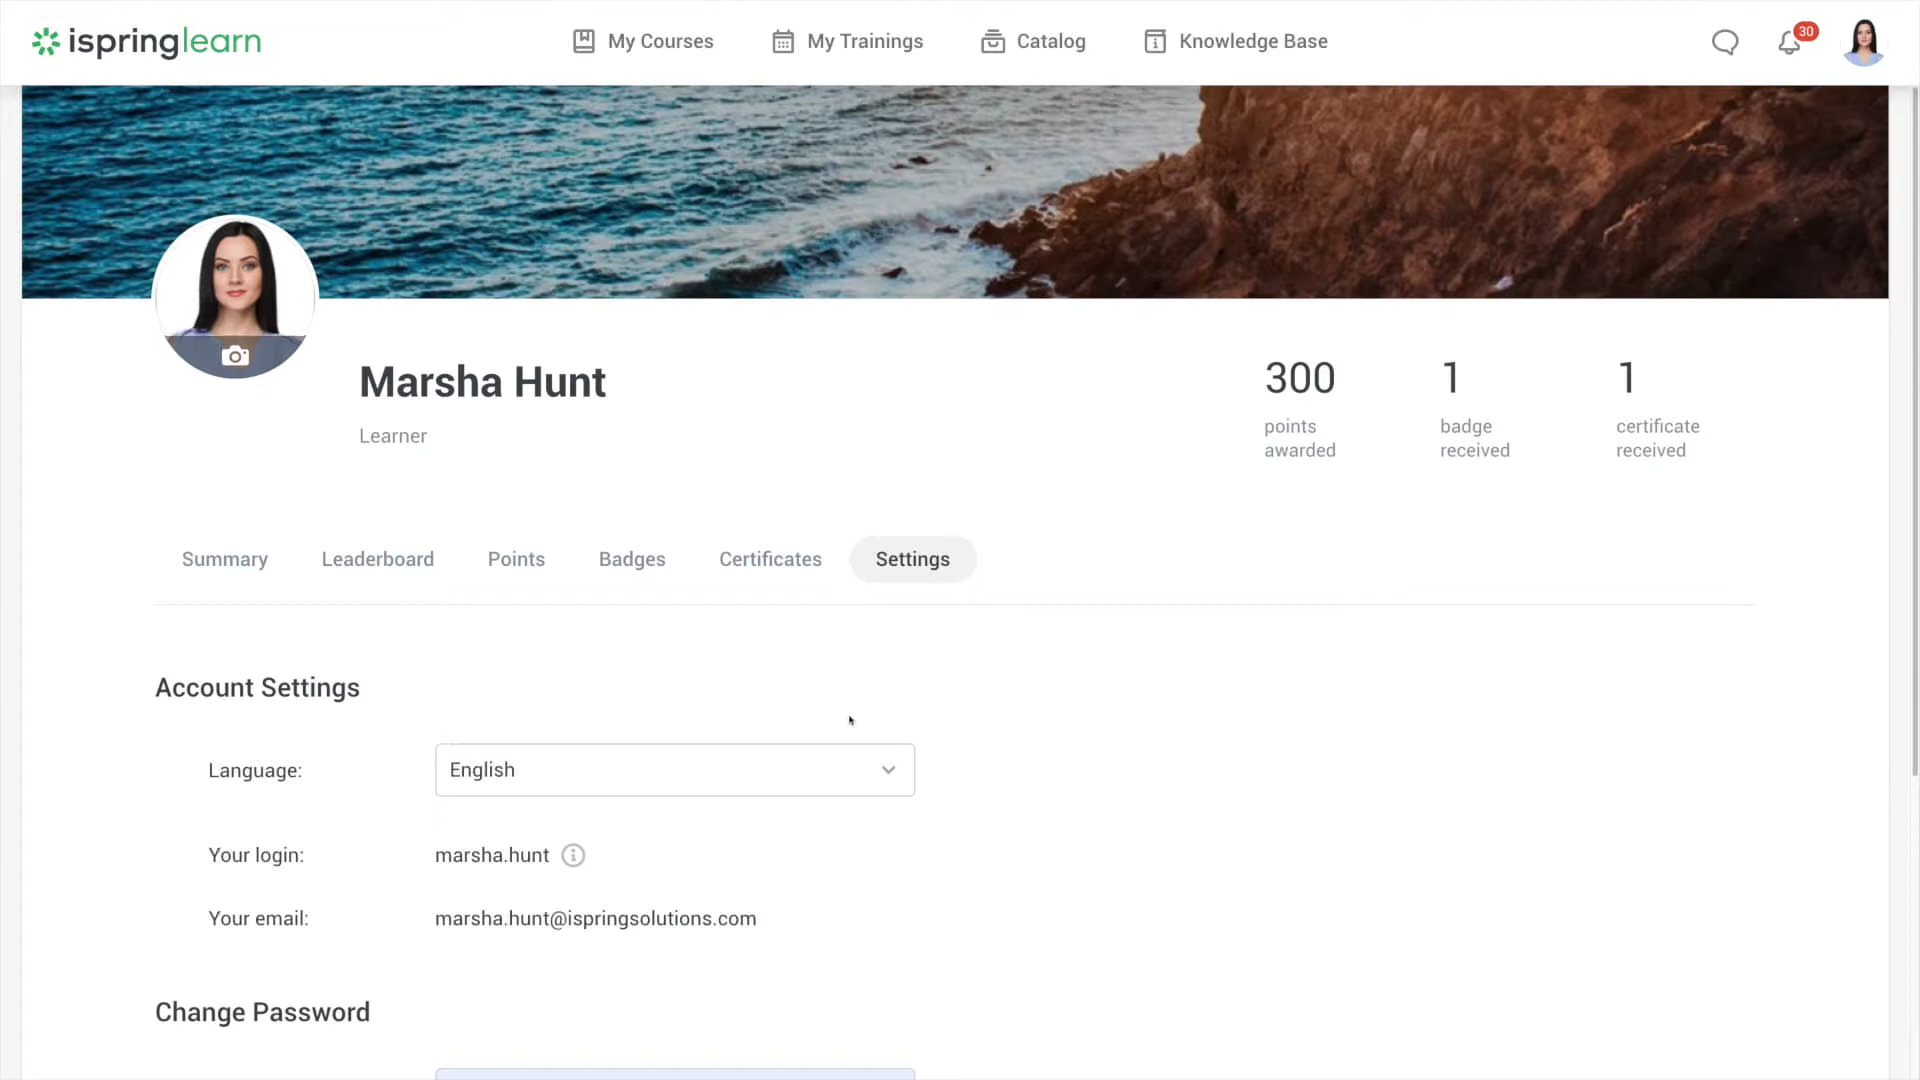 ispringlearn
My Courses
My Trainings
Catalog
Knowledge Base
30
Marsha Hunt
Learner
300
points
awarded
1
badge
received
1
certificate
received
Summary
Leaderboard
Points
Badges
Certificates
Settings
Account Settings
Language:
English
Your login:
marsha.hunt
Your email:
marsha.hunt@ispringsolutions.com
Change Password